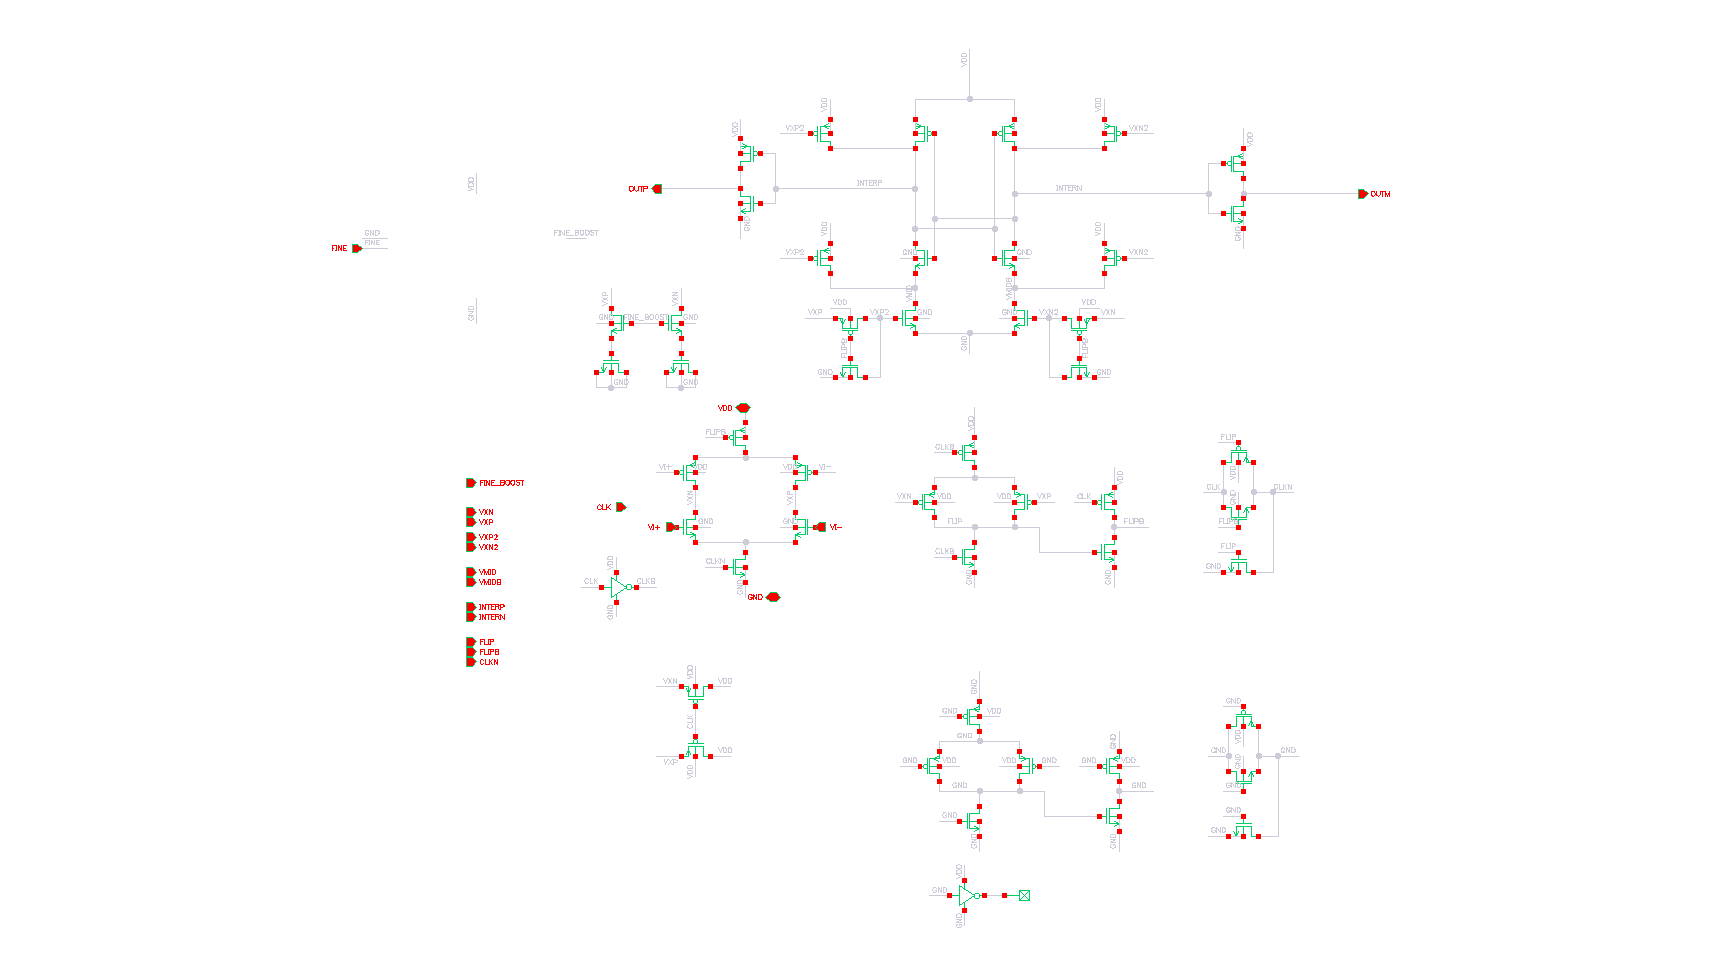 VDD
VDD
VDD
VXP2
VXN2
VDD
VDD
INTERP
INTERN
OUTP
OUTM
VDD
GND
GND
GND
FINE
FINE
FINE_BOOST
VDD
VDD
VXP2
GND
GND
VXN2
GND
VXP
VXN
VMID
VMIDB
VDD
VDD
GND
FINE_BOOST
GND
VXP
VXP2
GND
GND
VXN2
VXN
GND
FLIPB
GND
FLIPB
GND
GND
GND
GND
VDD
FLIPB
VDD
CLKB
FLIP
VI+
VDD
VDD
VI-
VDD
VDD
FINE_BOOST
VXN
VXP
VXN
VDD
VDD
VXP
CLK
CLK
GND
CLKN
CLK
VXN
VXP
VI+
GND
GND
VI-
FLIP
FLIPB
FLIPB
VXP2
VXN2
CLKB
FLIP
CLKN
VDD
GND
VMID
VMIDB
CLK
CLKB
GND
GND
GND
GND
GND
INTERP
INTERN
FLIP
FLIPB
CLKN
VXN
VDD
VDD
GND
CLK
GND
VDD
GND
GND
GND
VDD
VXP
VDD
VDD
GND
VDD
VDD
GND
GND
VDD
GND
GND
GND
GND
GND
GND
GND
GND
GND
GND
GND
GND
VDD
GND
GND